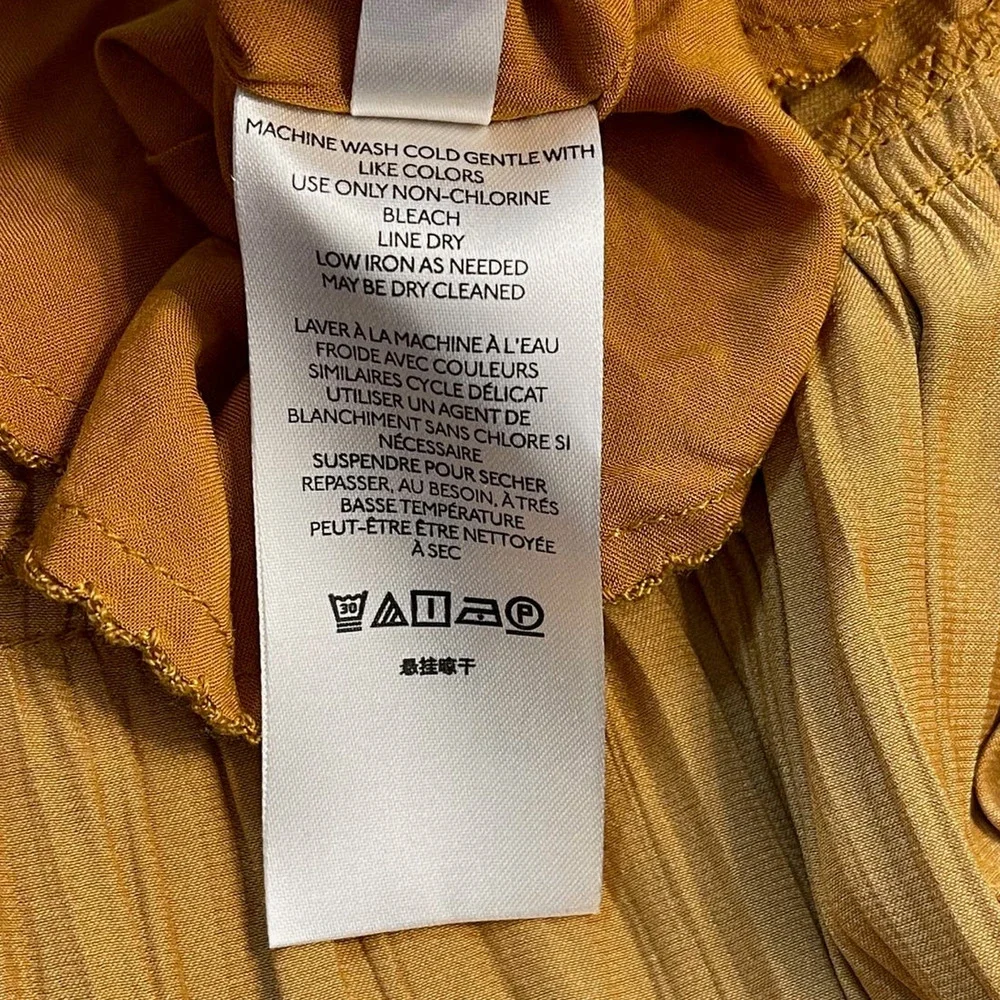 MACHINE WASH COLD GENTLE WITH
LIKE COLORS
USE ONLY NON-CHLORINE
BLEACH
LINE DRY
LOW IRON AS NEEDED
MAY BE DRY CLEANED
LAVER À LA MACHINE À L'EAU
FROIDE AVEC COULEURS
SIMILAIRES CYCLE DÉLICAT
UTILISER UN AGENT DE
BLANCHIMENT SANS CHLORE SI
NÉCESSAIRE
SUSPENDRE POUR SECHER
REPASSER, AU BESOIN, À TRÉS
BASSE TEMPÉRATURE
PEUT-ÊTRE ÊTRE NETTOYÉE
À SEC
30 P
悬挂晾干